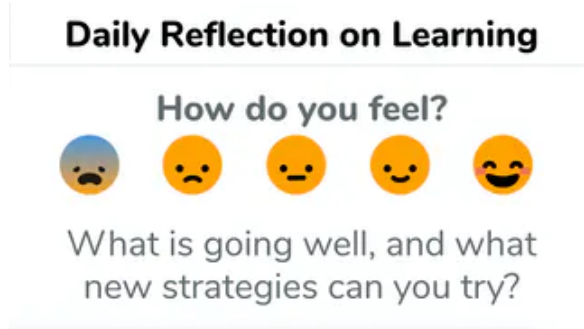 Daily Reflection on Learning
How do you feel?
What is going well, and what
new strategies can you try?